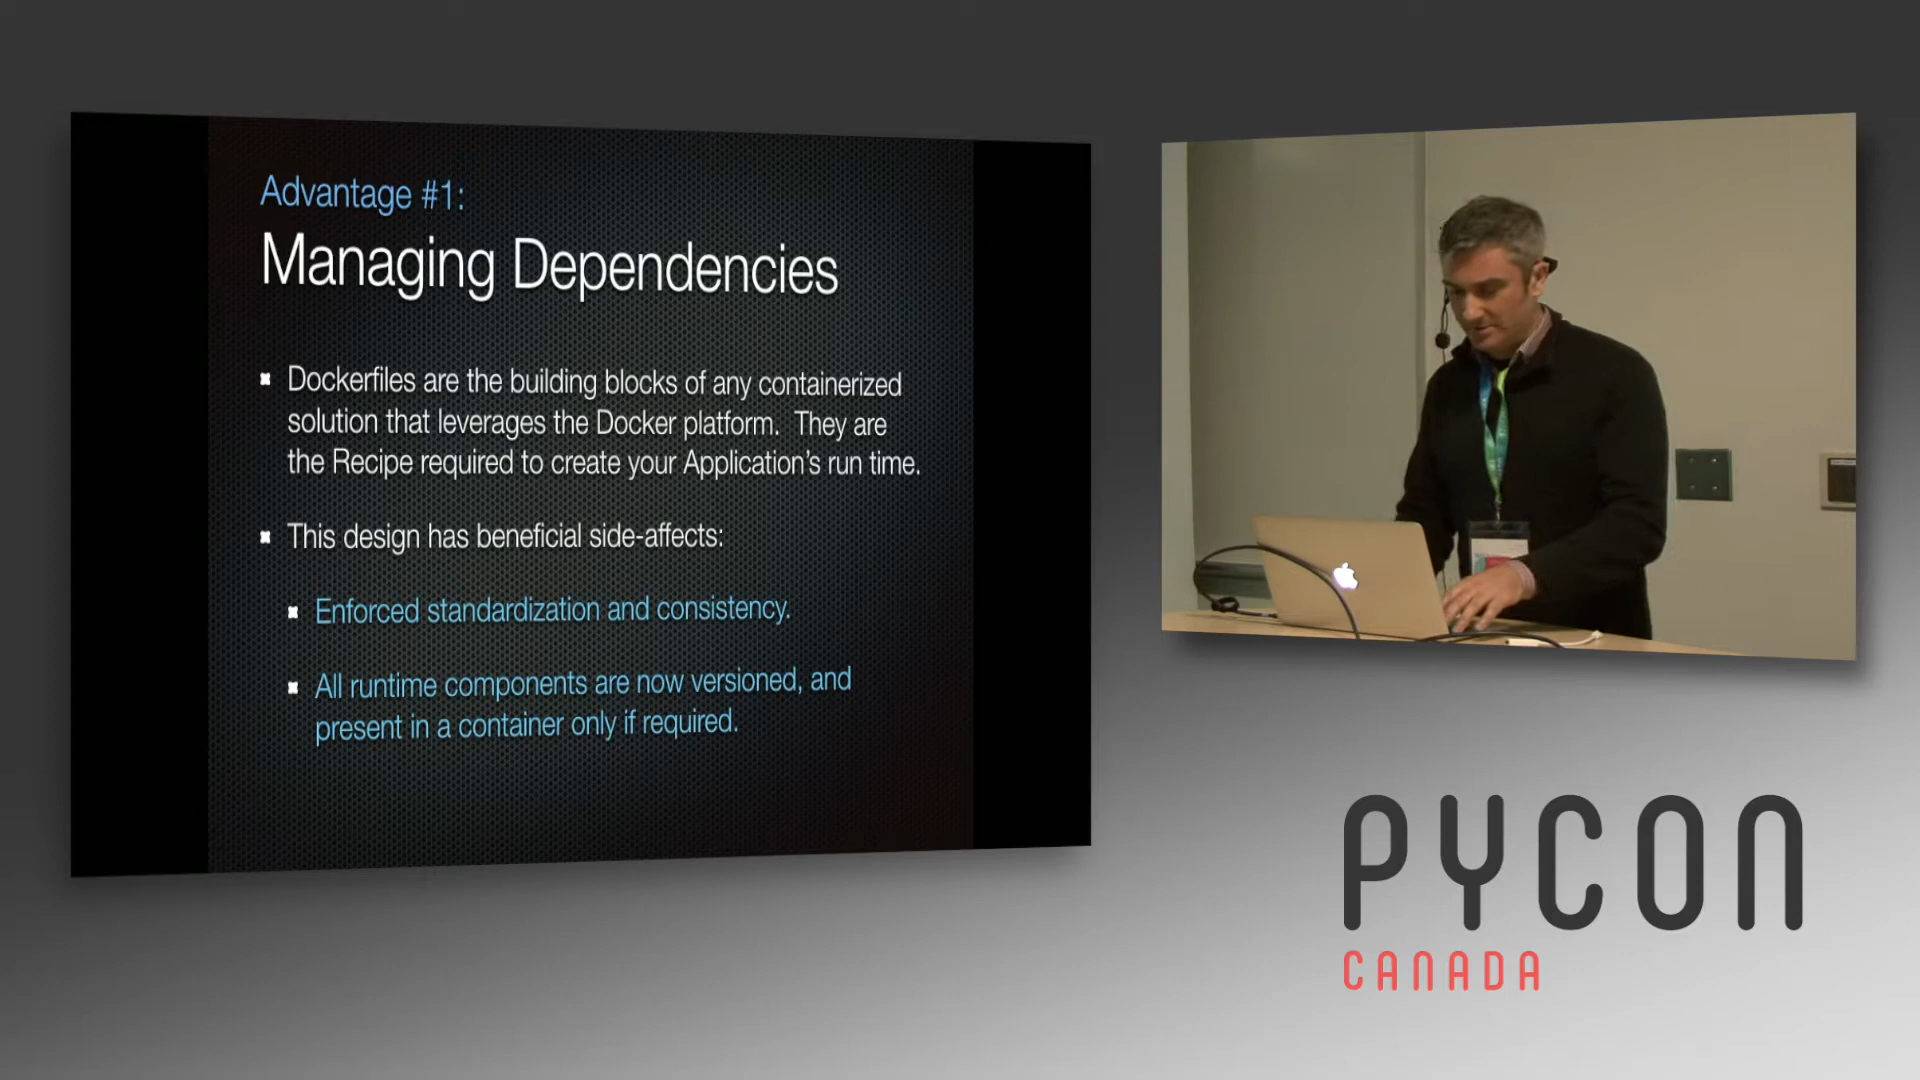 Advantage #1:
Managing Dependencies
Dockerfiles are the building blocks of any containerized
solution that leverages the Docker platform.  They are
the Recipe required to create your Application's run time.
This design has beneficial side-affects:
Enforced standardization and consistency.
All runtime components are now versioned, and
present in a container only if required.
PYCON
CANADA